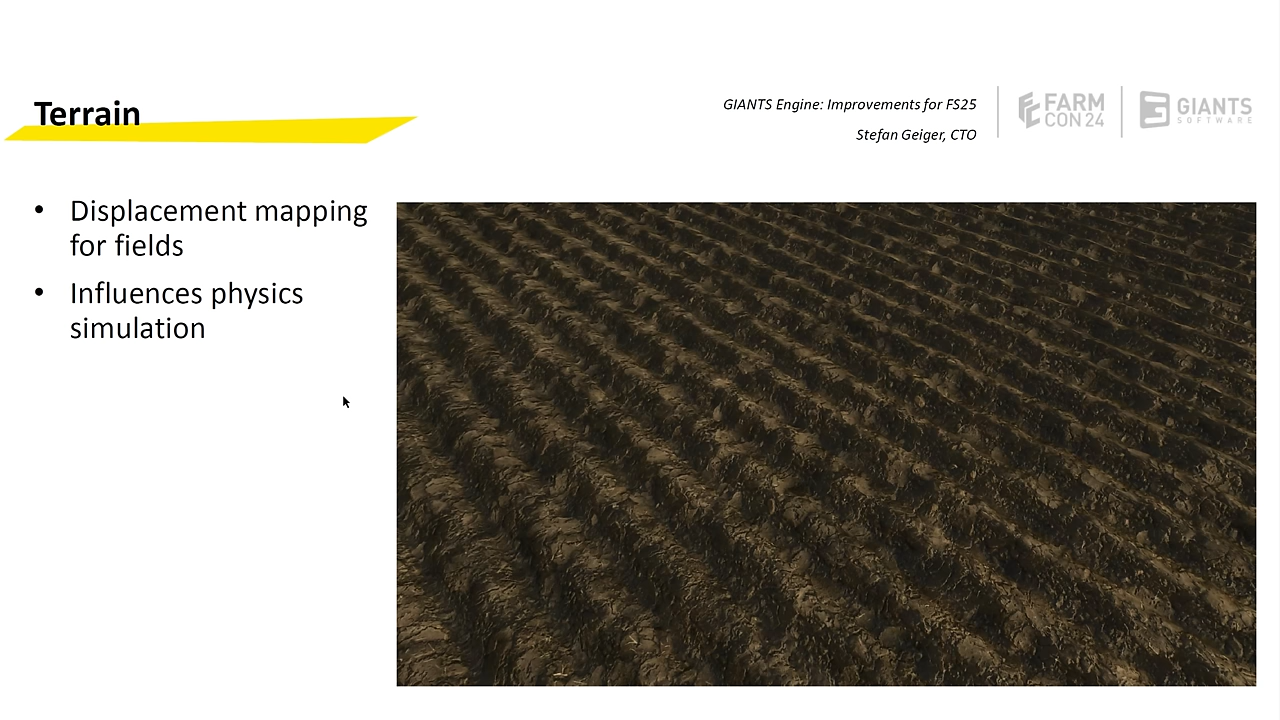 Terrain
GIANTS Engine: Improvements for FS25
Stefan Geiger, CTO
FARM
CON 24
GIANTS
SOFTWARE
• Displacement mapping
for fields
• Influences physics
simulation